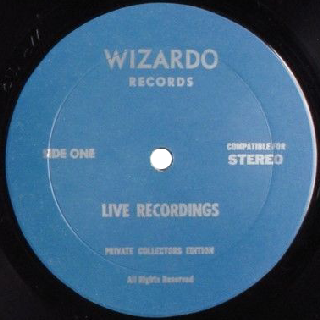 WIZARDO
RECORDS
SIDE ONE
COMPATIBLE FOR
STEREO
LIVE RECORDINGS
PRIVATE COLLECTORS EDITION
All Rights Reserved